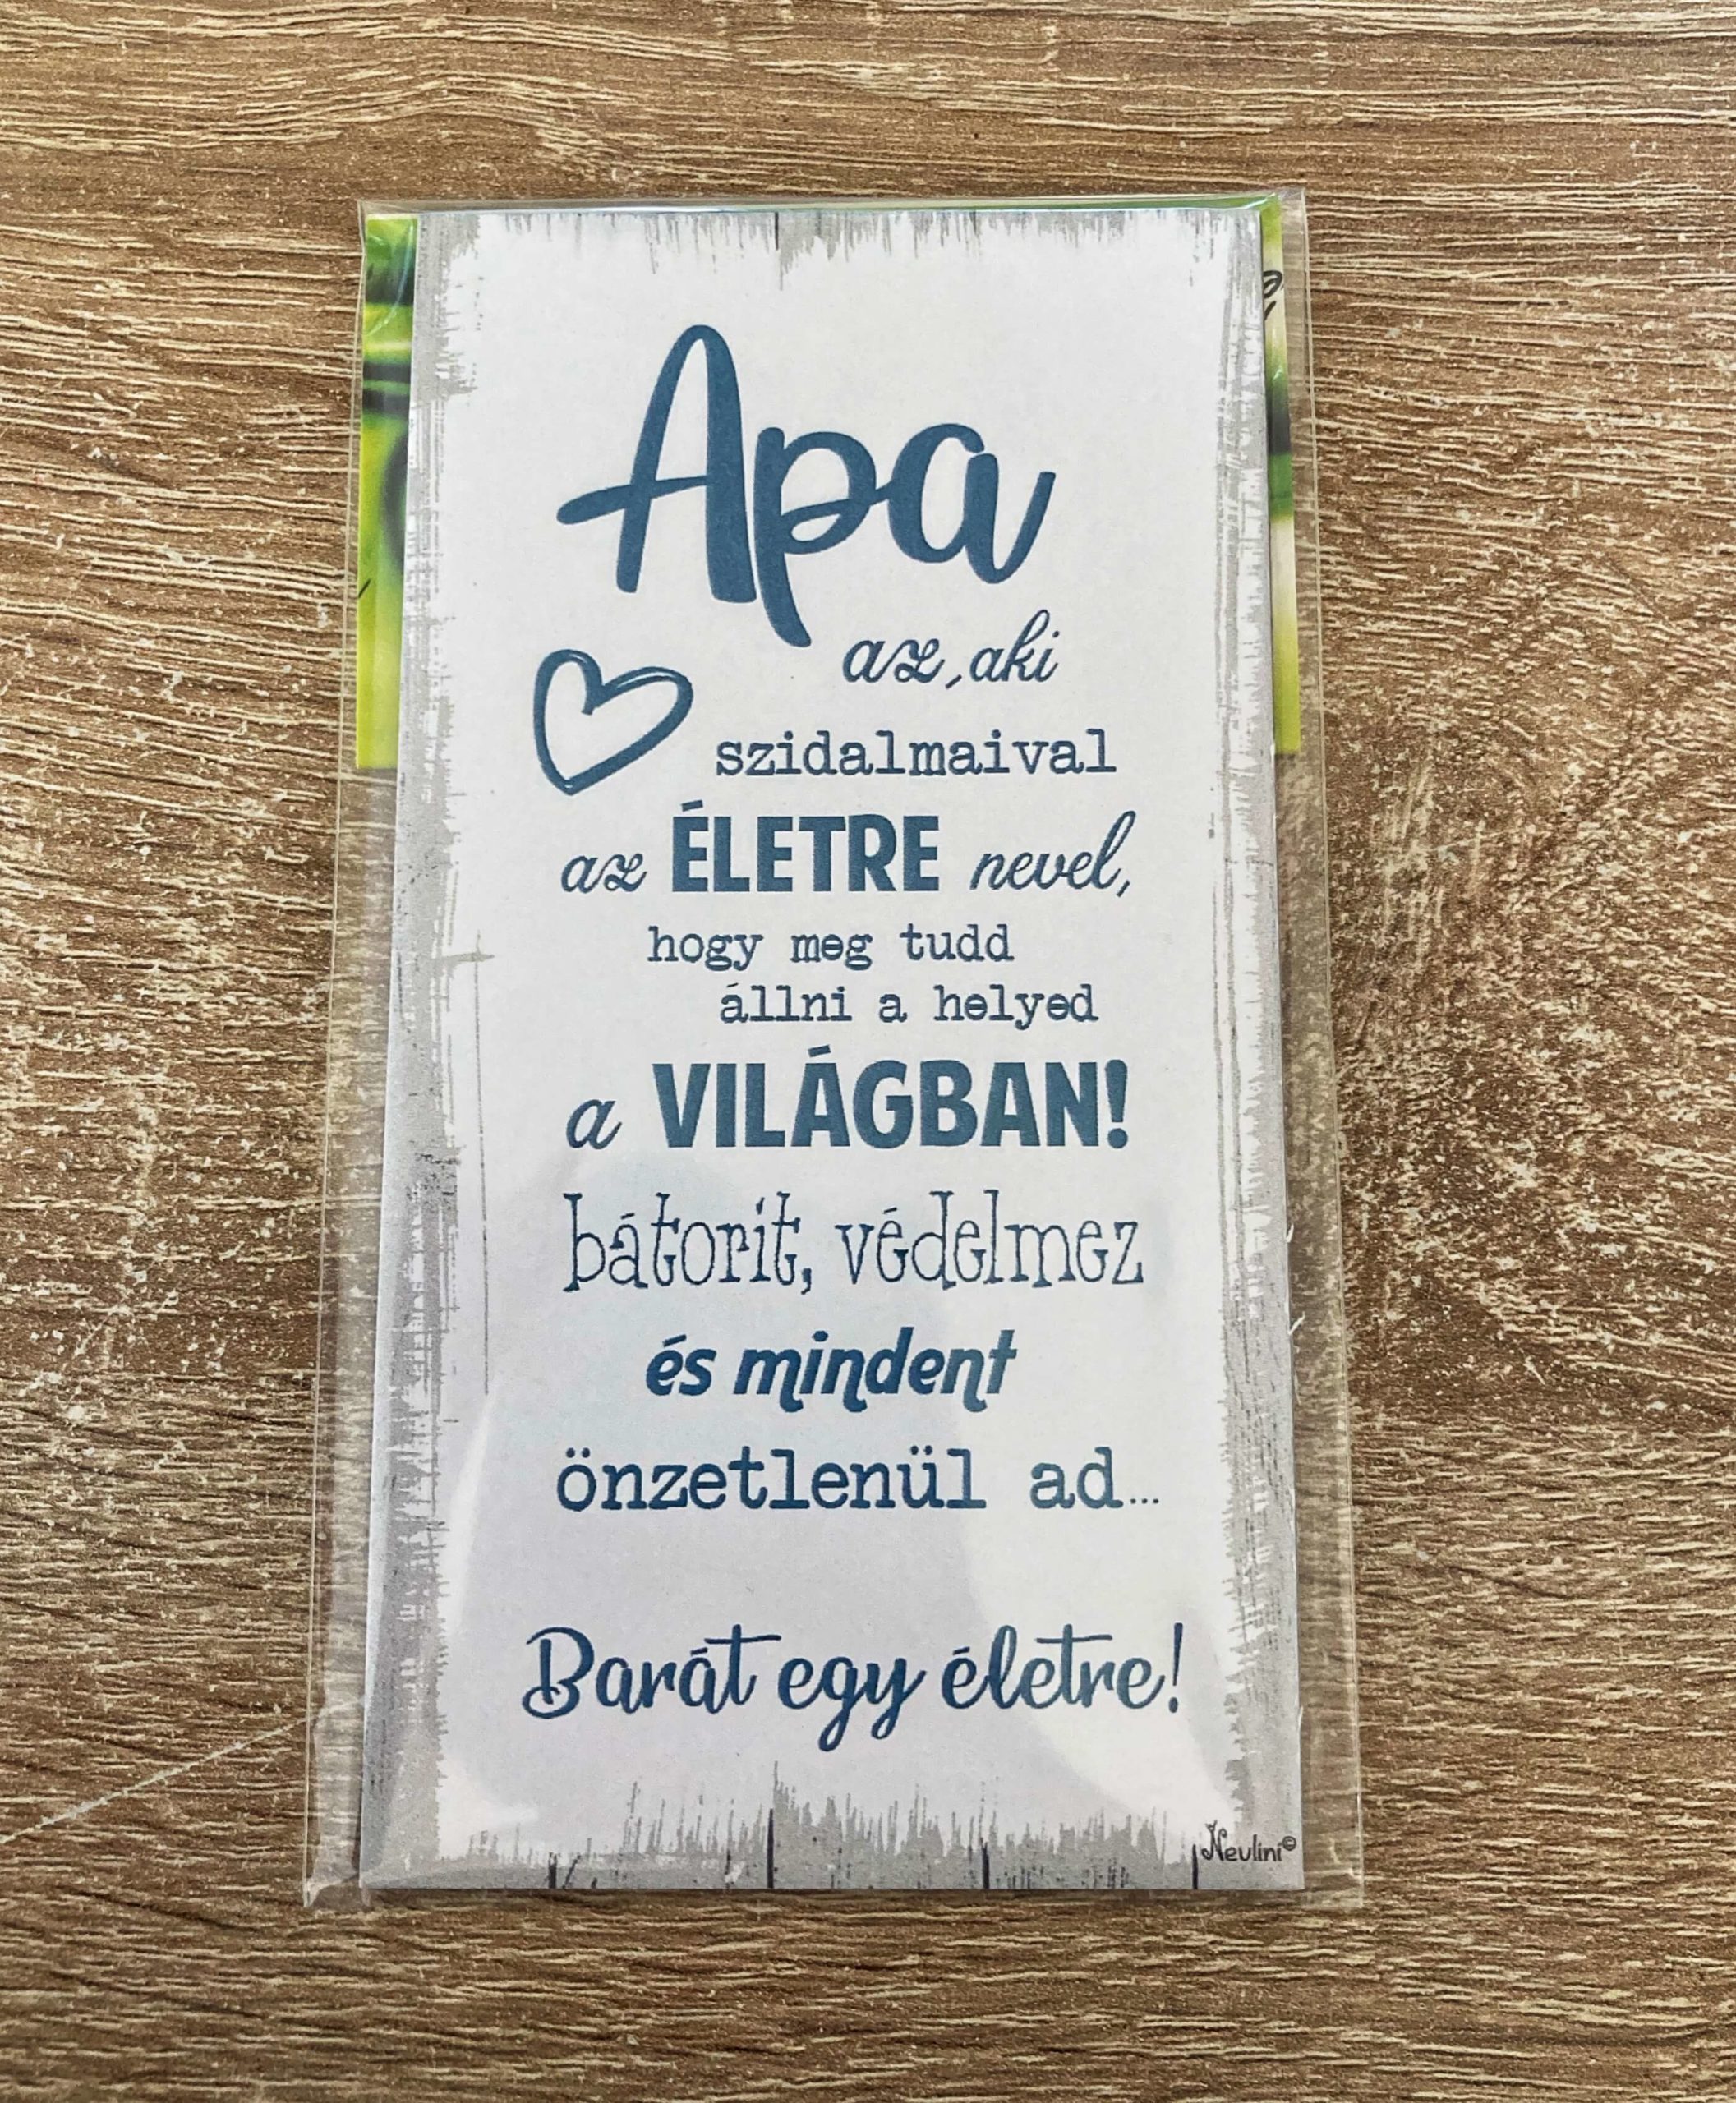 Apa
az, aki
szidalmaival
az ÉLETRE nevel,
hogy meg tudd
állni a helyed
a VILÁGBAN!
bátorít, védelmez
és mindent
önzetlenül ad...
Barát egy életre!
Nevlini©